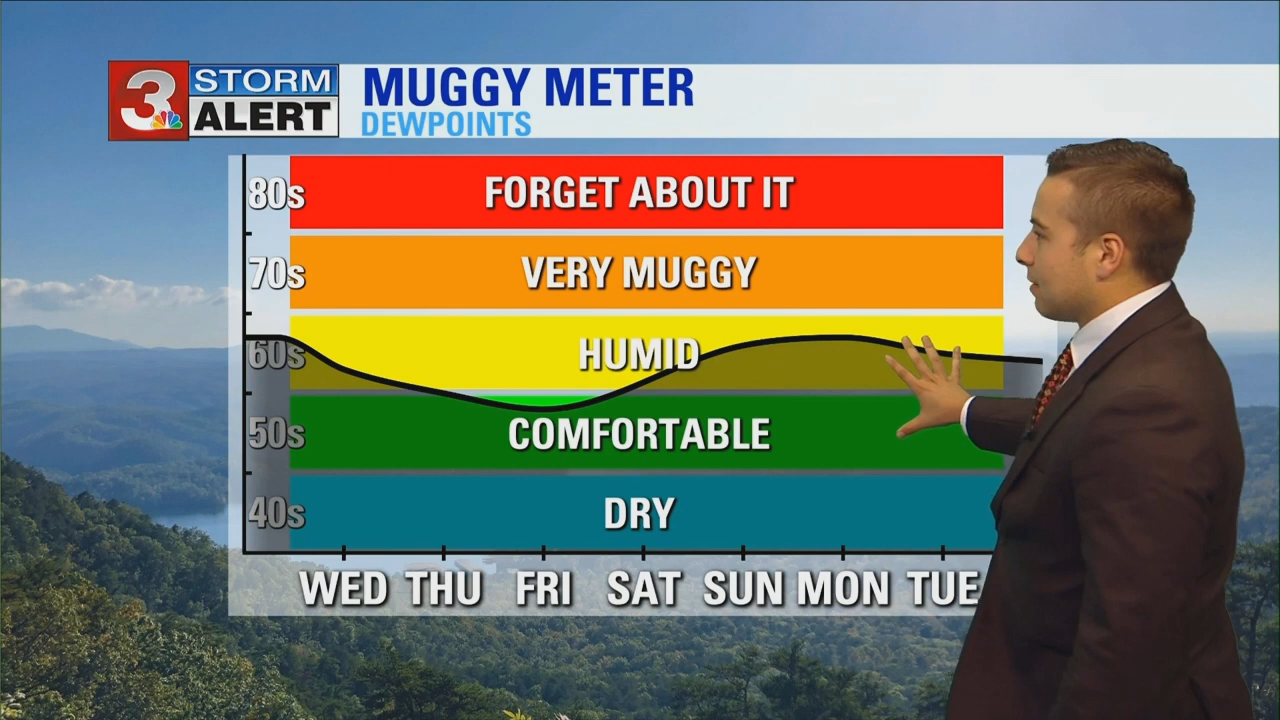 3 STORM ALERT
MUGGY METER
DEWPOINTS
80s FORGET ABOUT IT
70s VERY MUGGY
60s HUMID
50s COMFORTABLE
40s DRY
WED THU FRI SAT SUN MON TUE